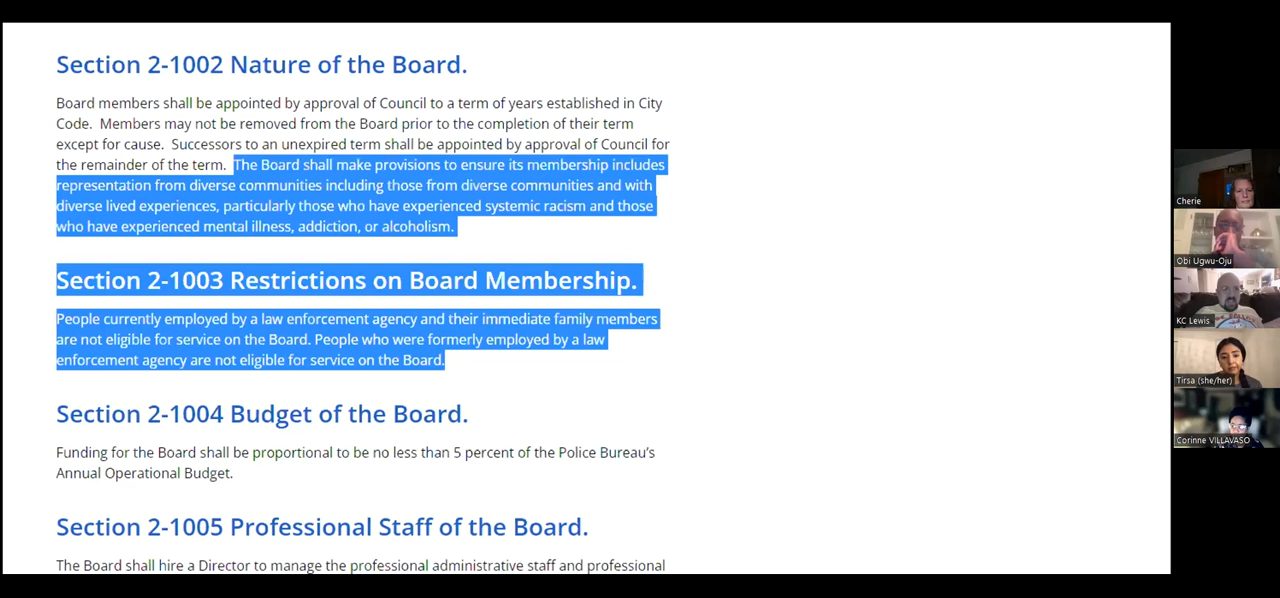 Section 2-1002 Nature of the Board.
Board members shall be appointed by approval of Council to a term of years established in City
Code.  Members may not be removed from the Board prior to the completion of their term
except for cause.  Successors to an unexpired term shall be appointed by approval of Council for
the remainder of the term.  The Board shall make provisions to ensure its membership includes
representation from diverse communities including those from diverse communities and with
diverse lived experiences, particularly those who have experienced systemic racism and those
who have experienced mental illness, addiction, or alcoholism.
Section 2-1003 Restrictions on Board Membership.
People currently employed by a law enforcement agency and their immediate family members
are not eligible for service on the Board. People who were formerly employed by a law
enforcement agency are not eligible for service on the Board.
Section 2-1004 Budget of the Board.
Funding for the Board shall be proportional to be no less than 5 percent of the Police Bureau's
Annual Operational Budget.
Section 2-1005 Professional Staff of the Board.
The Board shall hire a Director to manage the professional administrative staff and professional
Cherie
Obi Ugwu-Oju
KC Lewis
Tirsa (she/her)
Corinne VILLAVASO